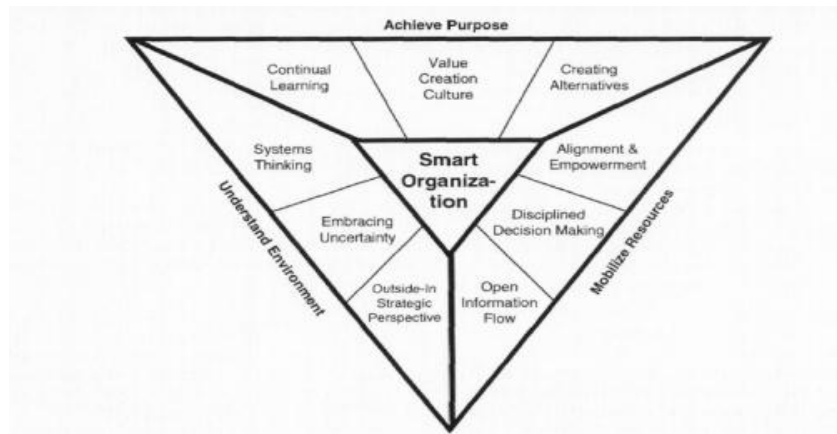 Achieve Purpose
Continual
Learning
Value
Creation
Culture
Creating
Alternatives
Systems
Thinking
Smart
Organiza-
tion
Alignment &
Empowerment
Understand Environment
Embracing
Uncertainty
Disciplined
Decision Making
Mobilize Resources
Outside-In
Strategic
Perspective
Open
Information
Flow